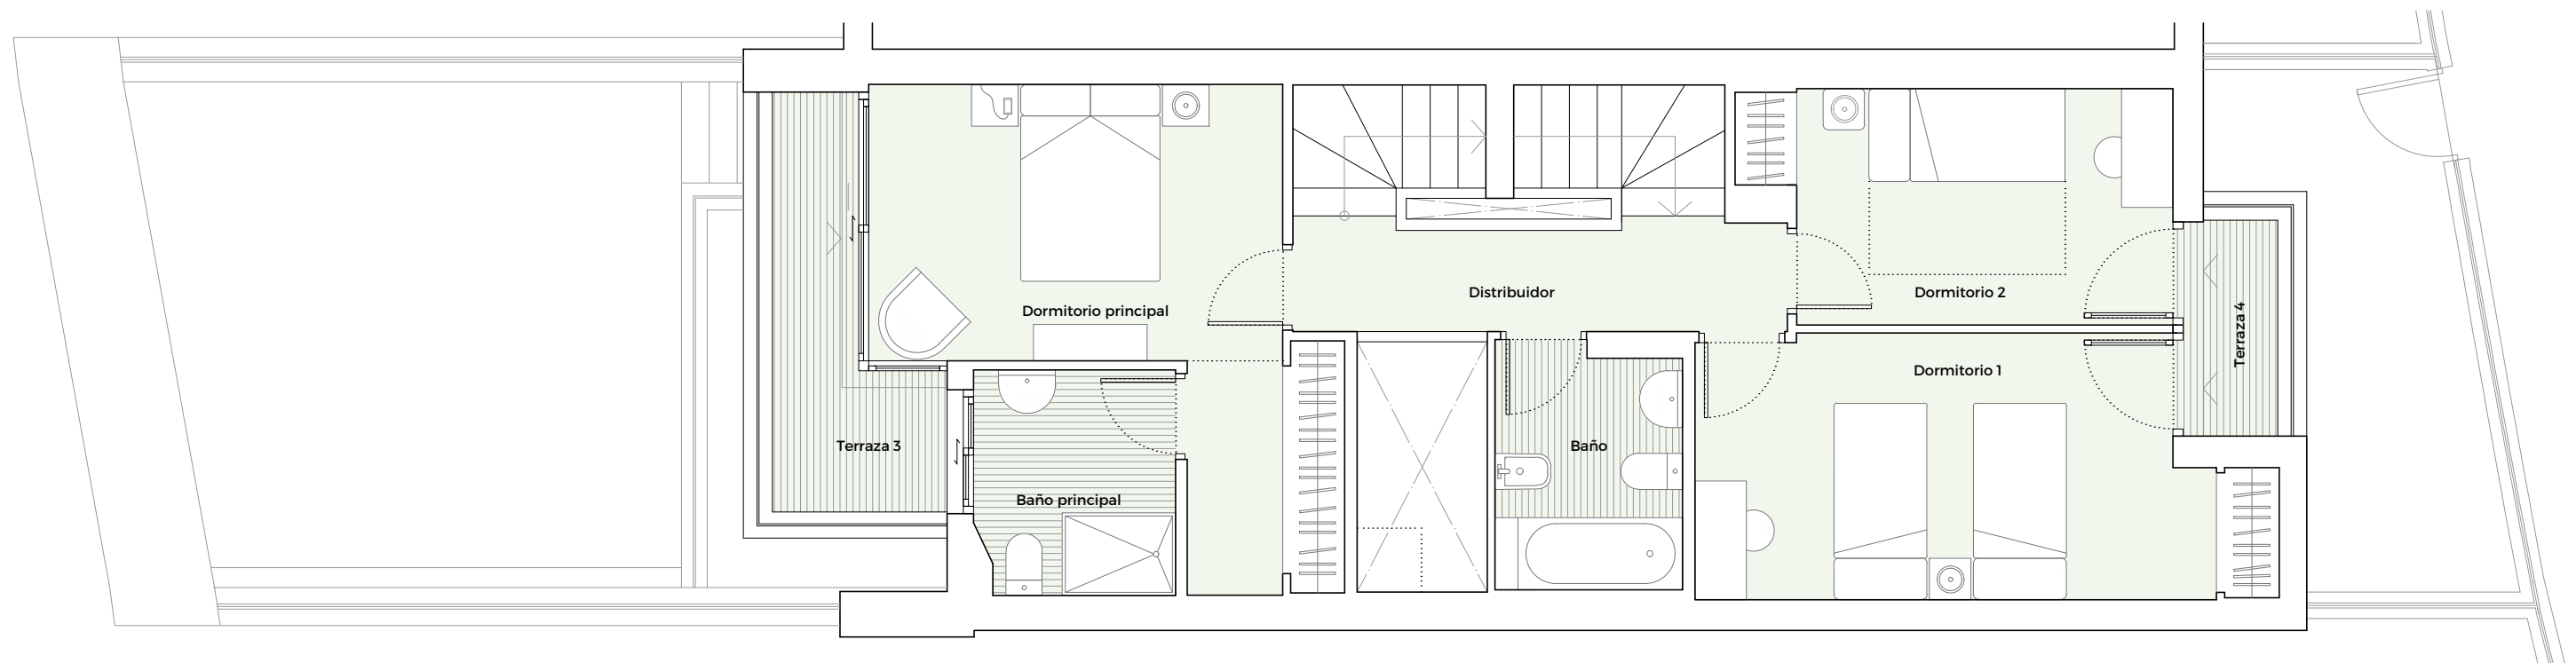 Dormitorio principal
Distribuidor
Dormitorio 2
Terraza 4
Dormitorio 1
Terraza 3
Baño
Baño principal